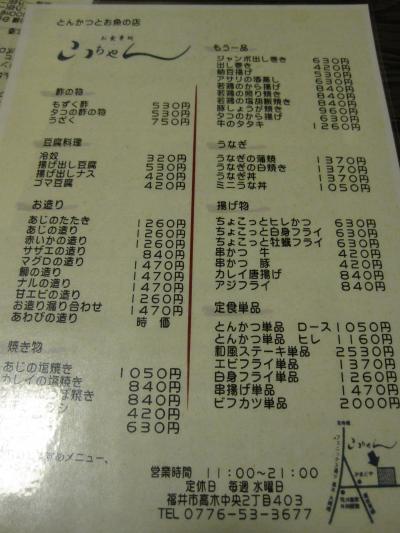 とんかつとお魚の店
お食事処
こうちゃん
酢の物
もずく酢 530円
タコの酢の物 530円
うざく 750円
豆腐料理
冷奴 320円
揚げ出し豆腐 530円
揚げ出しナス 420円
ゴマ豆腐 420円
お造り
あじのたたき 1260円
あじの造り 1260円
赤いかの造り 1260円
サザエの造り 840円
マグロの造り 1470円
鯛の造り 1470円
ナルの造り 1470円
甘エビの造り 1260円
お造り盛り合わせ 1470円
あわびの造り 時価
焼き物
あじの塩焼き 1050円
カレイの塩焼き 840円
焼き 840円
420円
630円
メニュー、
もう一品
ジャンボ出し巻き 630円
出し巻き 420円
納豆揚げ 530円
アサリの酒蒸し 630円
若鶏のから揚げ 630円
若鶏の照り焼き 840円
若鶏の塩胡椒焼き 840円
豚しょうが焼き 960円
タコのから揚げ 630円
牛のタタキ 1260円
うなぎ
うなぎの蒲焼 1370円
うなぎの白焼き 1370円
うなぎ丼 1370円
ミニうな丼 1050円
揚げ物
ちょこっとヒレかつ 630円
ちょこっと白身フライ 630円
ちょこっと牡蠣フライ 630円
串かつ 牛 420円
串かつ 豚 420円
カレイ唐揚げ 840円
アジフライ 840円
定食単品
とんかつ単品 ロース 1050円
とんかつ単品 ヒレ 1160円
和風ステーキ単品 2530円
エビフライ単品 1370円
白身フライ単品 1260円
串揚げ単品 1470円
ビフカツ単品 2000円
営業時間 11:00~21:00
定休日 毎週 水曜日
福井市高木中央2丁目403
TEL 0776-53-3677